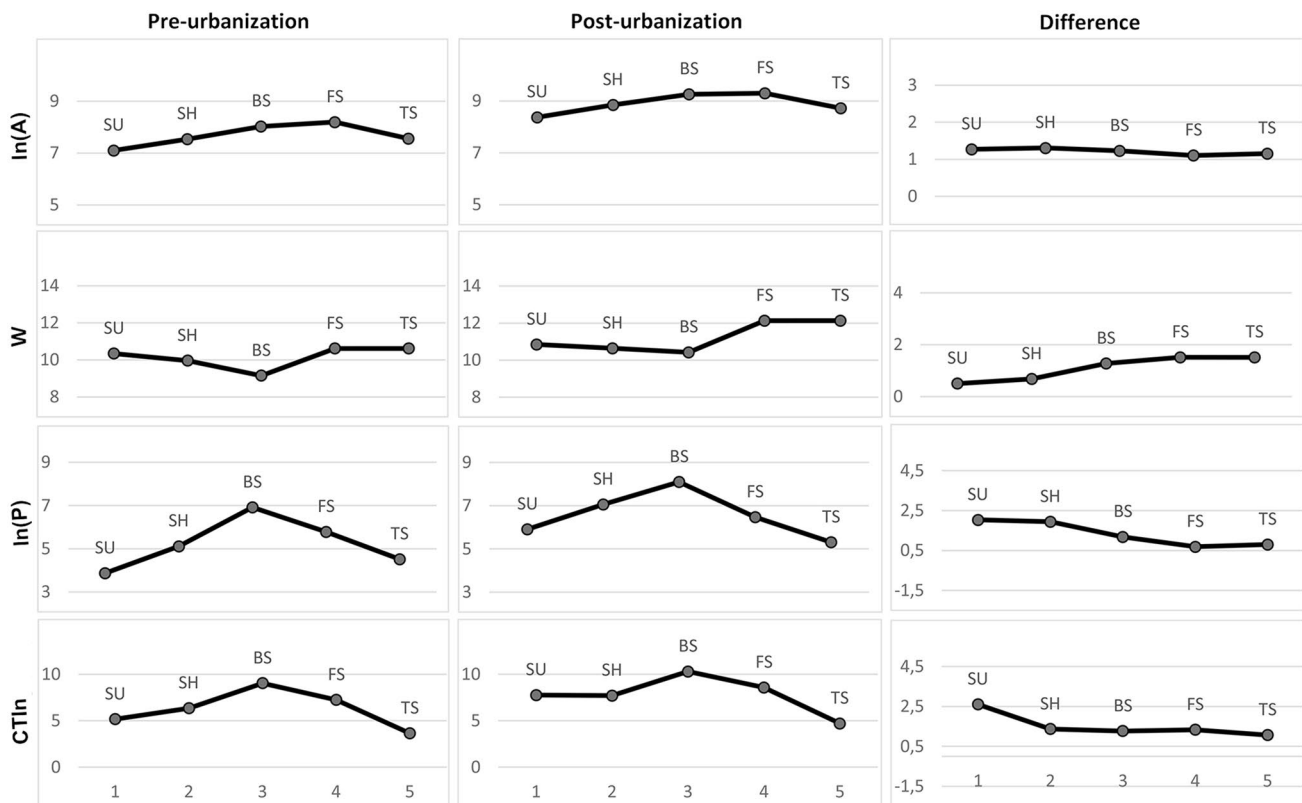 Pre-urbanization Post-urbanization Difference
ln(A)
9
7
5
SU SH BS FS TS
9
7
5
SU SH BS FS TS
3
2
1
0
SU SH BS FS TS
W
14
12
10
8
SU SH BS FS TS
14
12
10
8
SU SH BS FS TS
4
2
0
SU SH BS FS TS
ln(P)
9
7
5
3
SU SH BS FS TS
9
7
5
3
SU SH BS FS TS
4,5
2,5
0,5
-1,5
SU SH BS FS TS
CTln
10
5
0
SU SH BS FS TS
1 2 3 4 5
10
5
0
SU SH BS FS TS
1 2 3 4 5
4,5
2,5
0,5
-1,5
SU SH BS FS TS
1 2 3 4 5